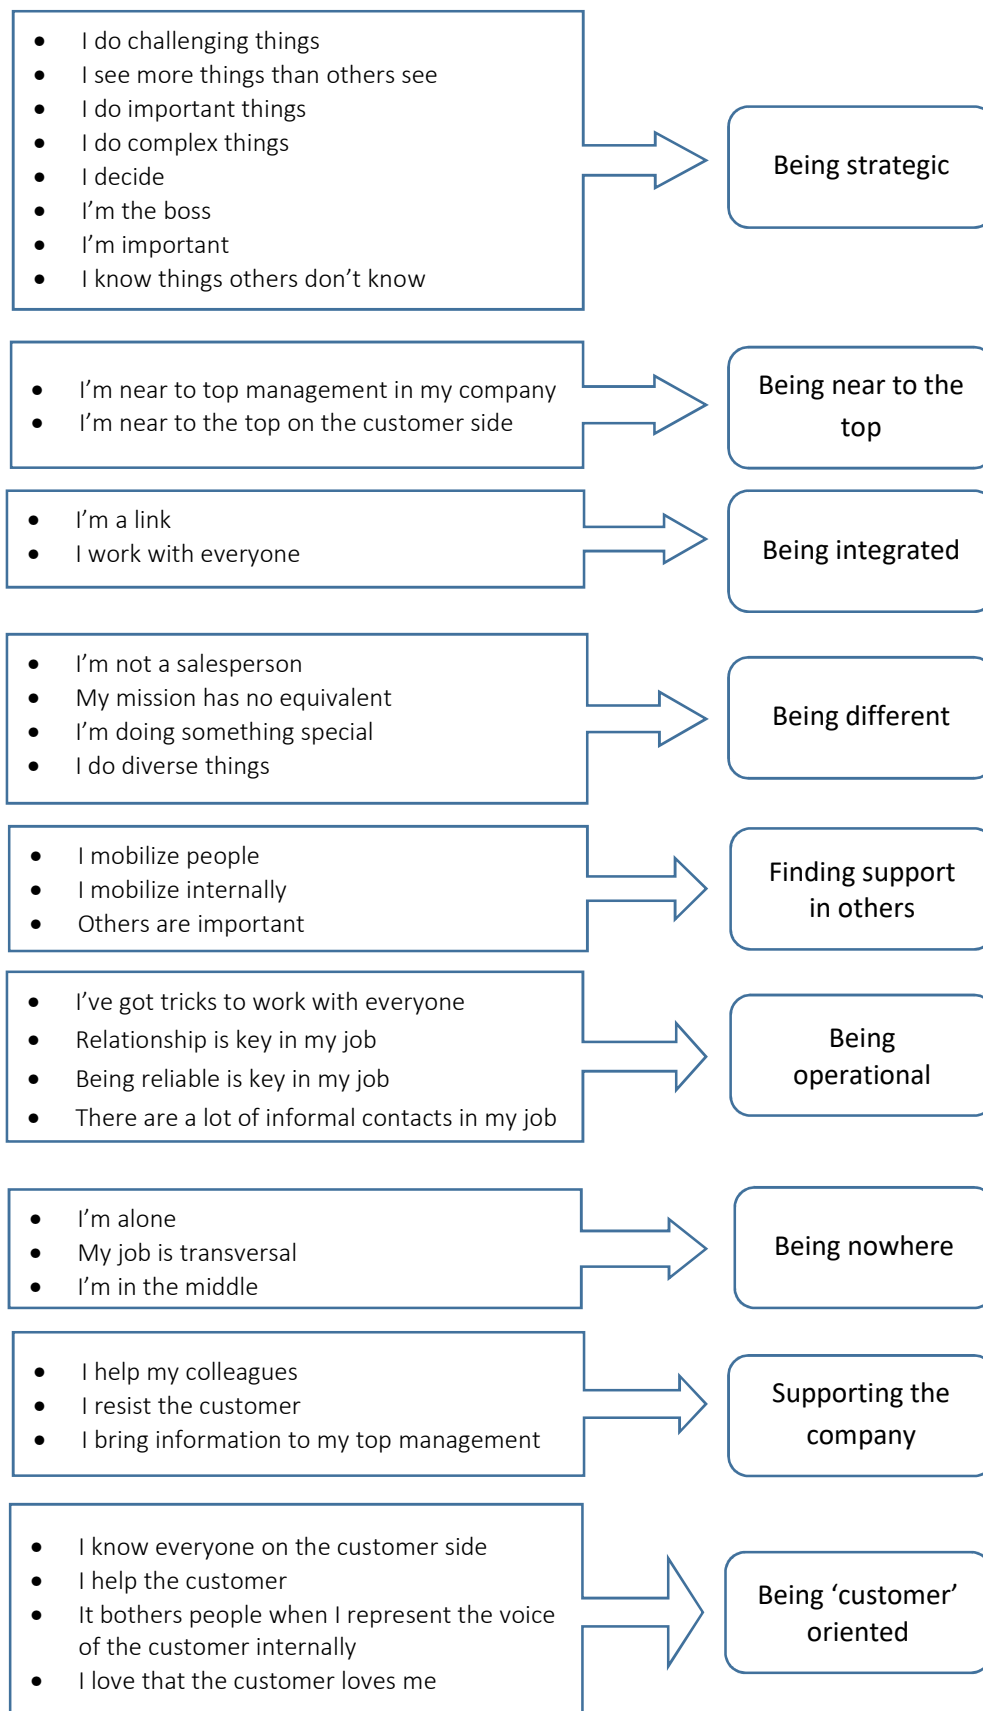 • I do challenging things
• I see more things than others see
• I do important things
• I do complex things
• I decide
• I'm the boss
• I'm important
• I know things others don't know
Being strategic
• I'm near to top management in my company
• I'm near to the top on the customer side
Being near to the
top
• I'm a link
• I work with everyone
Being integrated
• I'm not a salesperson
• My mission has no equivalent
• I'm doing something special
• I do diverse things
Being different
• I mobilize people
• I mobilize internally
• Others are important
Finding support
in others
• I've got tricks to work with everyone
• Relationship is key in my job
• Being reliable is key in my job
• There are a lot of informal contacts in my job
Being
operational
• I'm alone
• My job is transversal
• I'm in the middle
Being nowhere
• I help my colleagues
• I resist the customer
• I bring information to my top management
Supporting the
company
• I know everyone on the customer side
• I help the customer
• It bothers people when I represent the voice
of the customer internally
• I love that the customer loves me
Being ‘customer’
oriented